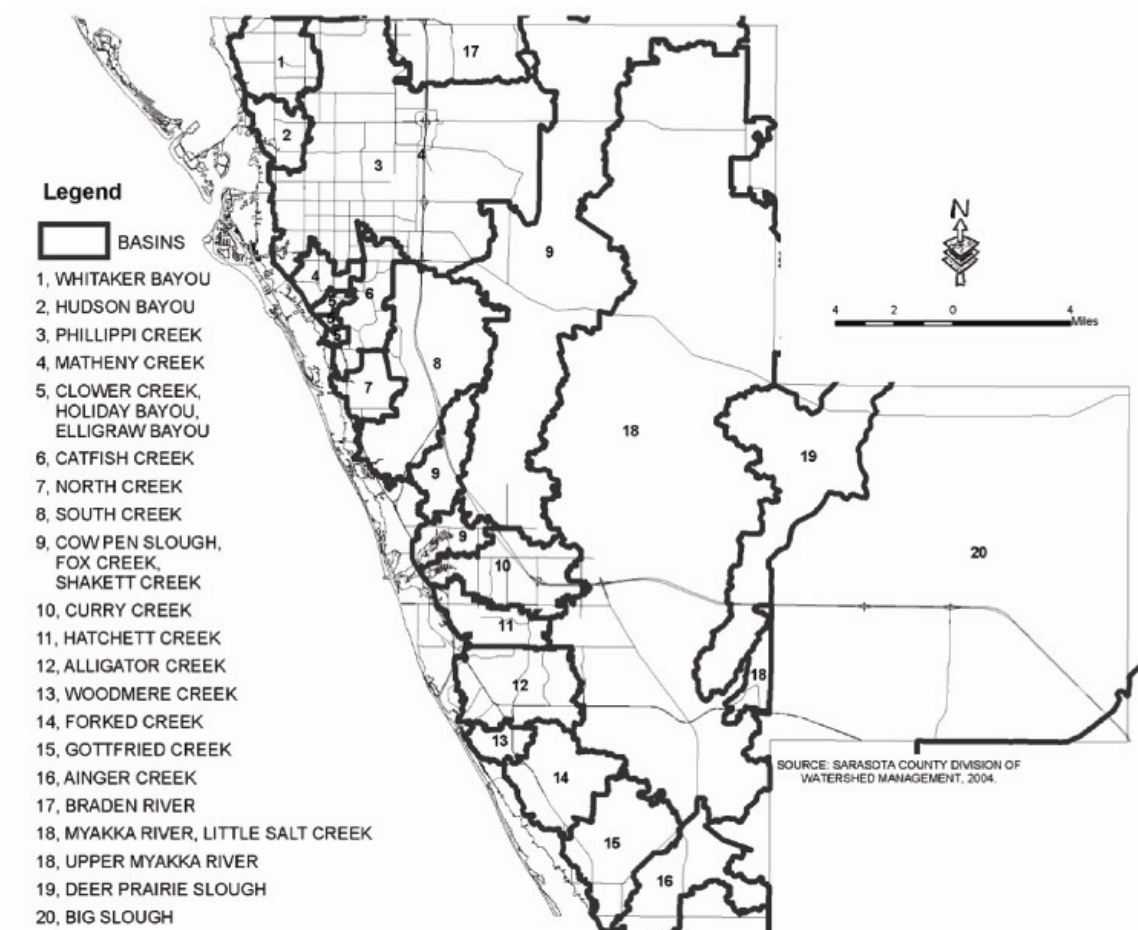 Legend
BASINS
1, WHITAKER BAYOU
2, HUDSON BAYOU
3, PHILLIPPI CREEK
4, MATHENY CREEK
5, CLOWER CREEK,
HOLIDAY BAYOU,
ELLIGRAW BAYOU
6, CATFISH CREEK
7, NORTH CREEK
8, SOUTH CREEK
9, COW PEN SLOUGH,
FOX CREEK,
SHAKETT CREEK
10, CURRY CREEK
11, HATCHETT CREEK
12, ALLIGATOR CREEK
13, WOODMERE CREEK
14, FORKED CREEK
15, GOTTFRIED CREEK
16, AINGER CREEK
17, BRADEN RIVER
18, MYAKKA RIVER, LITTLE SALT CREEK
18, UPPER MYAKKA RIVER
19, DEER PRAIRIE SLOUGH
20, BIG SLOUGH
17
1
2
3
4
N
9
4
6
5
5
5
4 2 0 4 Miles
8
7
18
19
9
9
20
10
11
18
12
13
14
15
16
SOURCE: SARASOTA COUNTY DIVISION OF
WATERSHED MANAGEMENT, 2004.